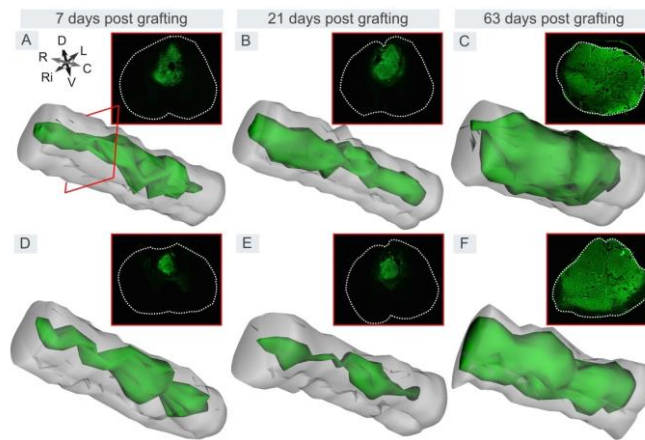 7 days post grafting 21 days post grafting 63 days post grafting
A B C
D
R L
Ri C
V
D E F